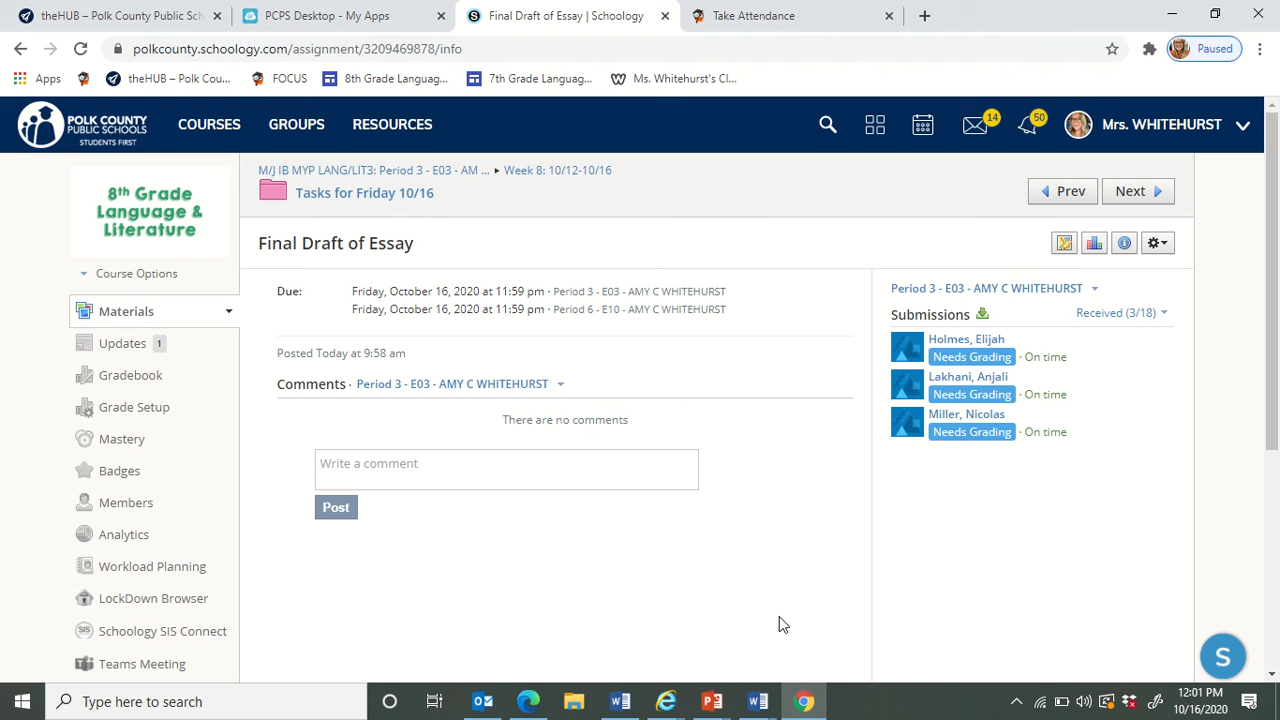 theHUB – Polk County Public Sch
PCPS Desktop - My Apps
Final Draft of Essay | Schoology
Take Attendance
polkcounty.schoology.com/assignment/3209469878/info
Paused
Apps
theHUB – Polk Cou...
FOCUS
8th Grade Languag...
7th Grade Languag...
Ms. Whitehurst's Cl...
POLK COUNTY
PUBLIC SCHOOLS
STUDENTS FIRST
COURSES
GROUPS
RESOURCES
14
50
Mrs. WHITEHURST
8th Grade
Language &
Literature
Course Options
Materials
Updates 1
Gradebook
Grade Setup
Mastery
Badges
Members
Analytics
Workload Planning
LockDown Browser
SIS Schoology SIS Connect
Teams Meeting
M/J IB MYP LANG/LIT3: Period 3 - E03 - AM ... ▸ Week 8: 10/12-10/16
Tasks for Friday 10/16
Prev
Next
Final Draft of Essay
Due: Friday, October 16, 2020 at 11:59 pm · Period 3 - E03 - AMY C WHITEHURST
Friday, October 16, 2020 at 11:59 pm · Period 6 - E10 - AMY C WHITEHURST
Posted Today at 9:58 am
Comments · Period 3 - E03 - AMY C WHITEHURST
There are no comments
Write a comment
Post
Period 3 - E03 - AMY C WHITEHURST
Submissions
Received (3/18)
Holmes, Elijah
Needs Grading · On time
Lakhani, Anjali
Needs Grading · On time
Miller, Nicolas
Needs Grading · On time
S
Type here to search
12:01 PM
10/16/2020